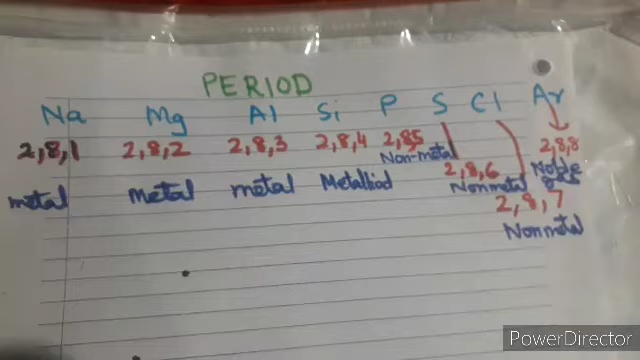 PERIOD
Na Mg Al Si P S Cl Ar
2,8,1 2,8,2 2,8,3 2,8,4 2,8,5 2,8,8
Non-metal
2,8,6 Noble gas
metal metal metal Metalliod Nonmetal
2,8,7
Nonmetal
PowerDirector